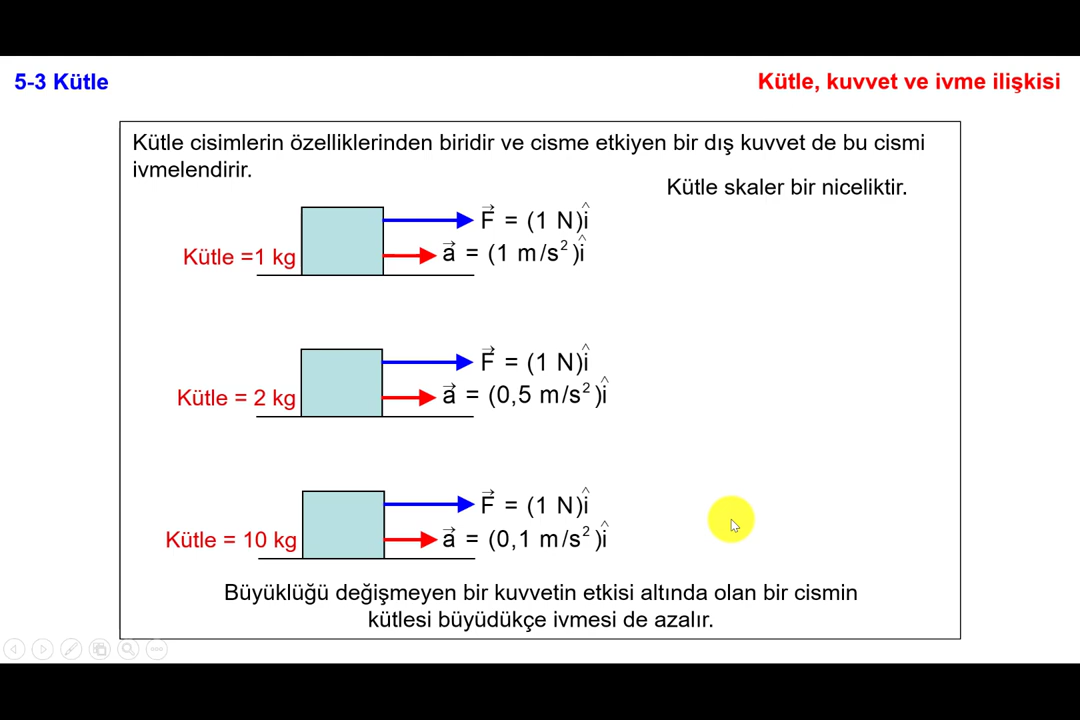 5-3 Kütle
Kütle, kuvvet ve ivme ilişkisi
Kütle cisimlerin özelliklerinden biridir ve cisme etkiyen bir dış kuvvet de bu cismi
ivmelendirir.
Kütle skaler bir niceliktir.
F⃗ = (1 N)î
Kütle =1 kg
a⃗ = (1 m/s²)î
F⃗ = (1 N)î
Kütle = 2 kg
a⃗ = (0,5 m/s²)î
F⃗ = (1 N)î
Kütle = 10 kg
a⃗ = (0,1 m/s²)î
Büyüklüğü değişmeyen bir kuvvetin etkisi altında olan bir cismin
kütlesi büyüdükçe ivmesi de azalır.